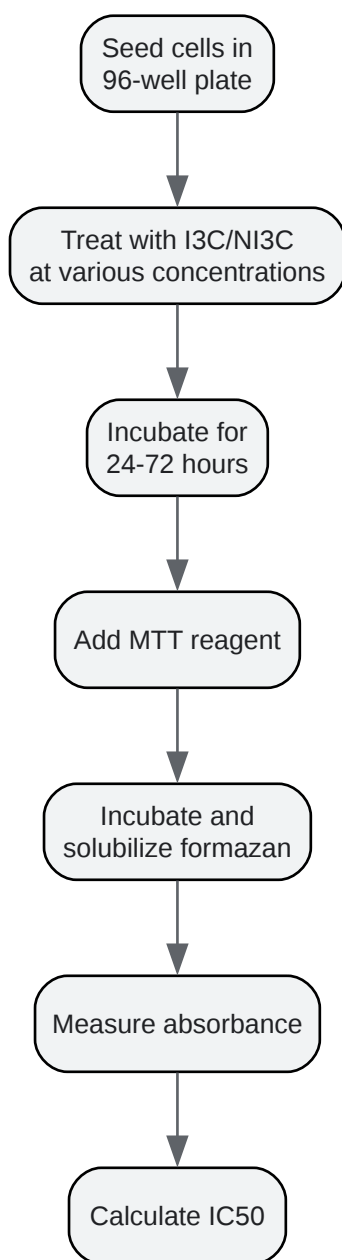 Seed cells in
96-well plate
Treat with I3C/NI3C
at various concentrations
Incubate for
24-72 hours
Add MTT reagent
Incubate and
solubilize formazan
Measure absorbance
Calculate IC50